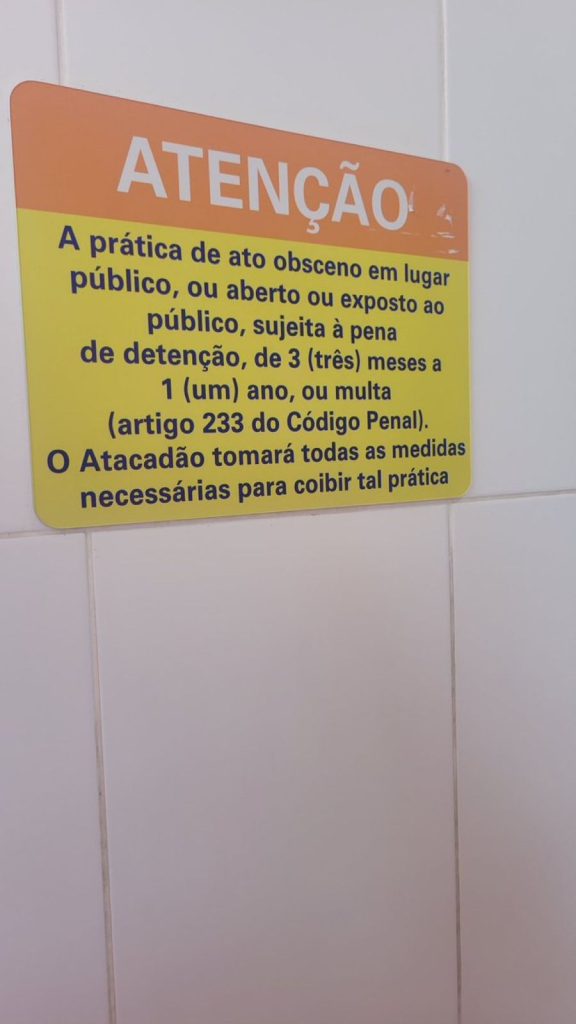 ATENÇÃO
A prática de ato obsceno em lugar
público, ou aberto ou exposto ao
público, sujeita à pena
de detenção, de 3 (três) meses a
1 (um) ano, ou multa
(artigo 233 do Código Penal).
O Atacadão tomará todas as medidas
necessárias para coibir tal prática